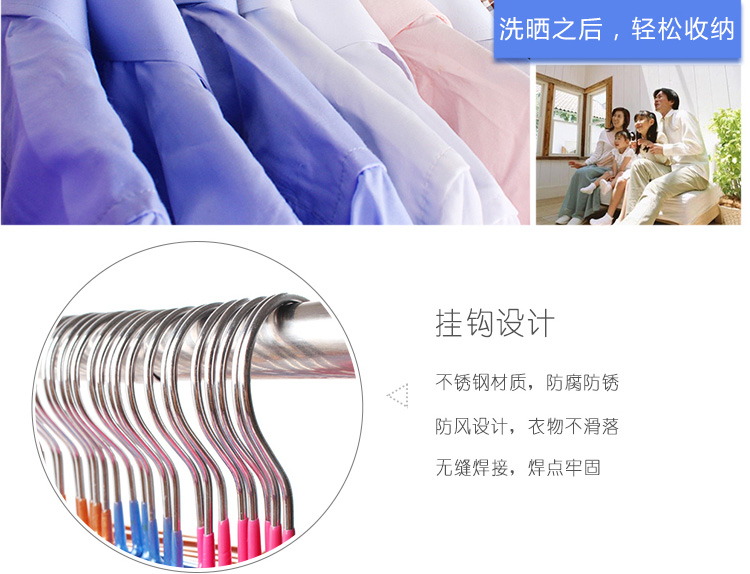 洗晒之后，轻松收纳
挂钩设计
不锈钢材质，防腐防锈
防风设计，衣物不滑落
无缝焊接，焊点牢固